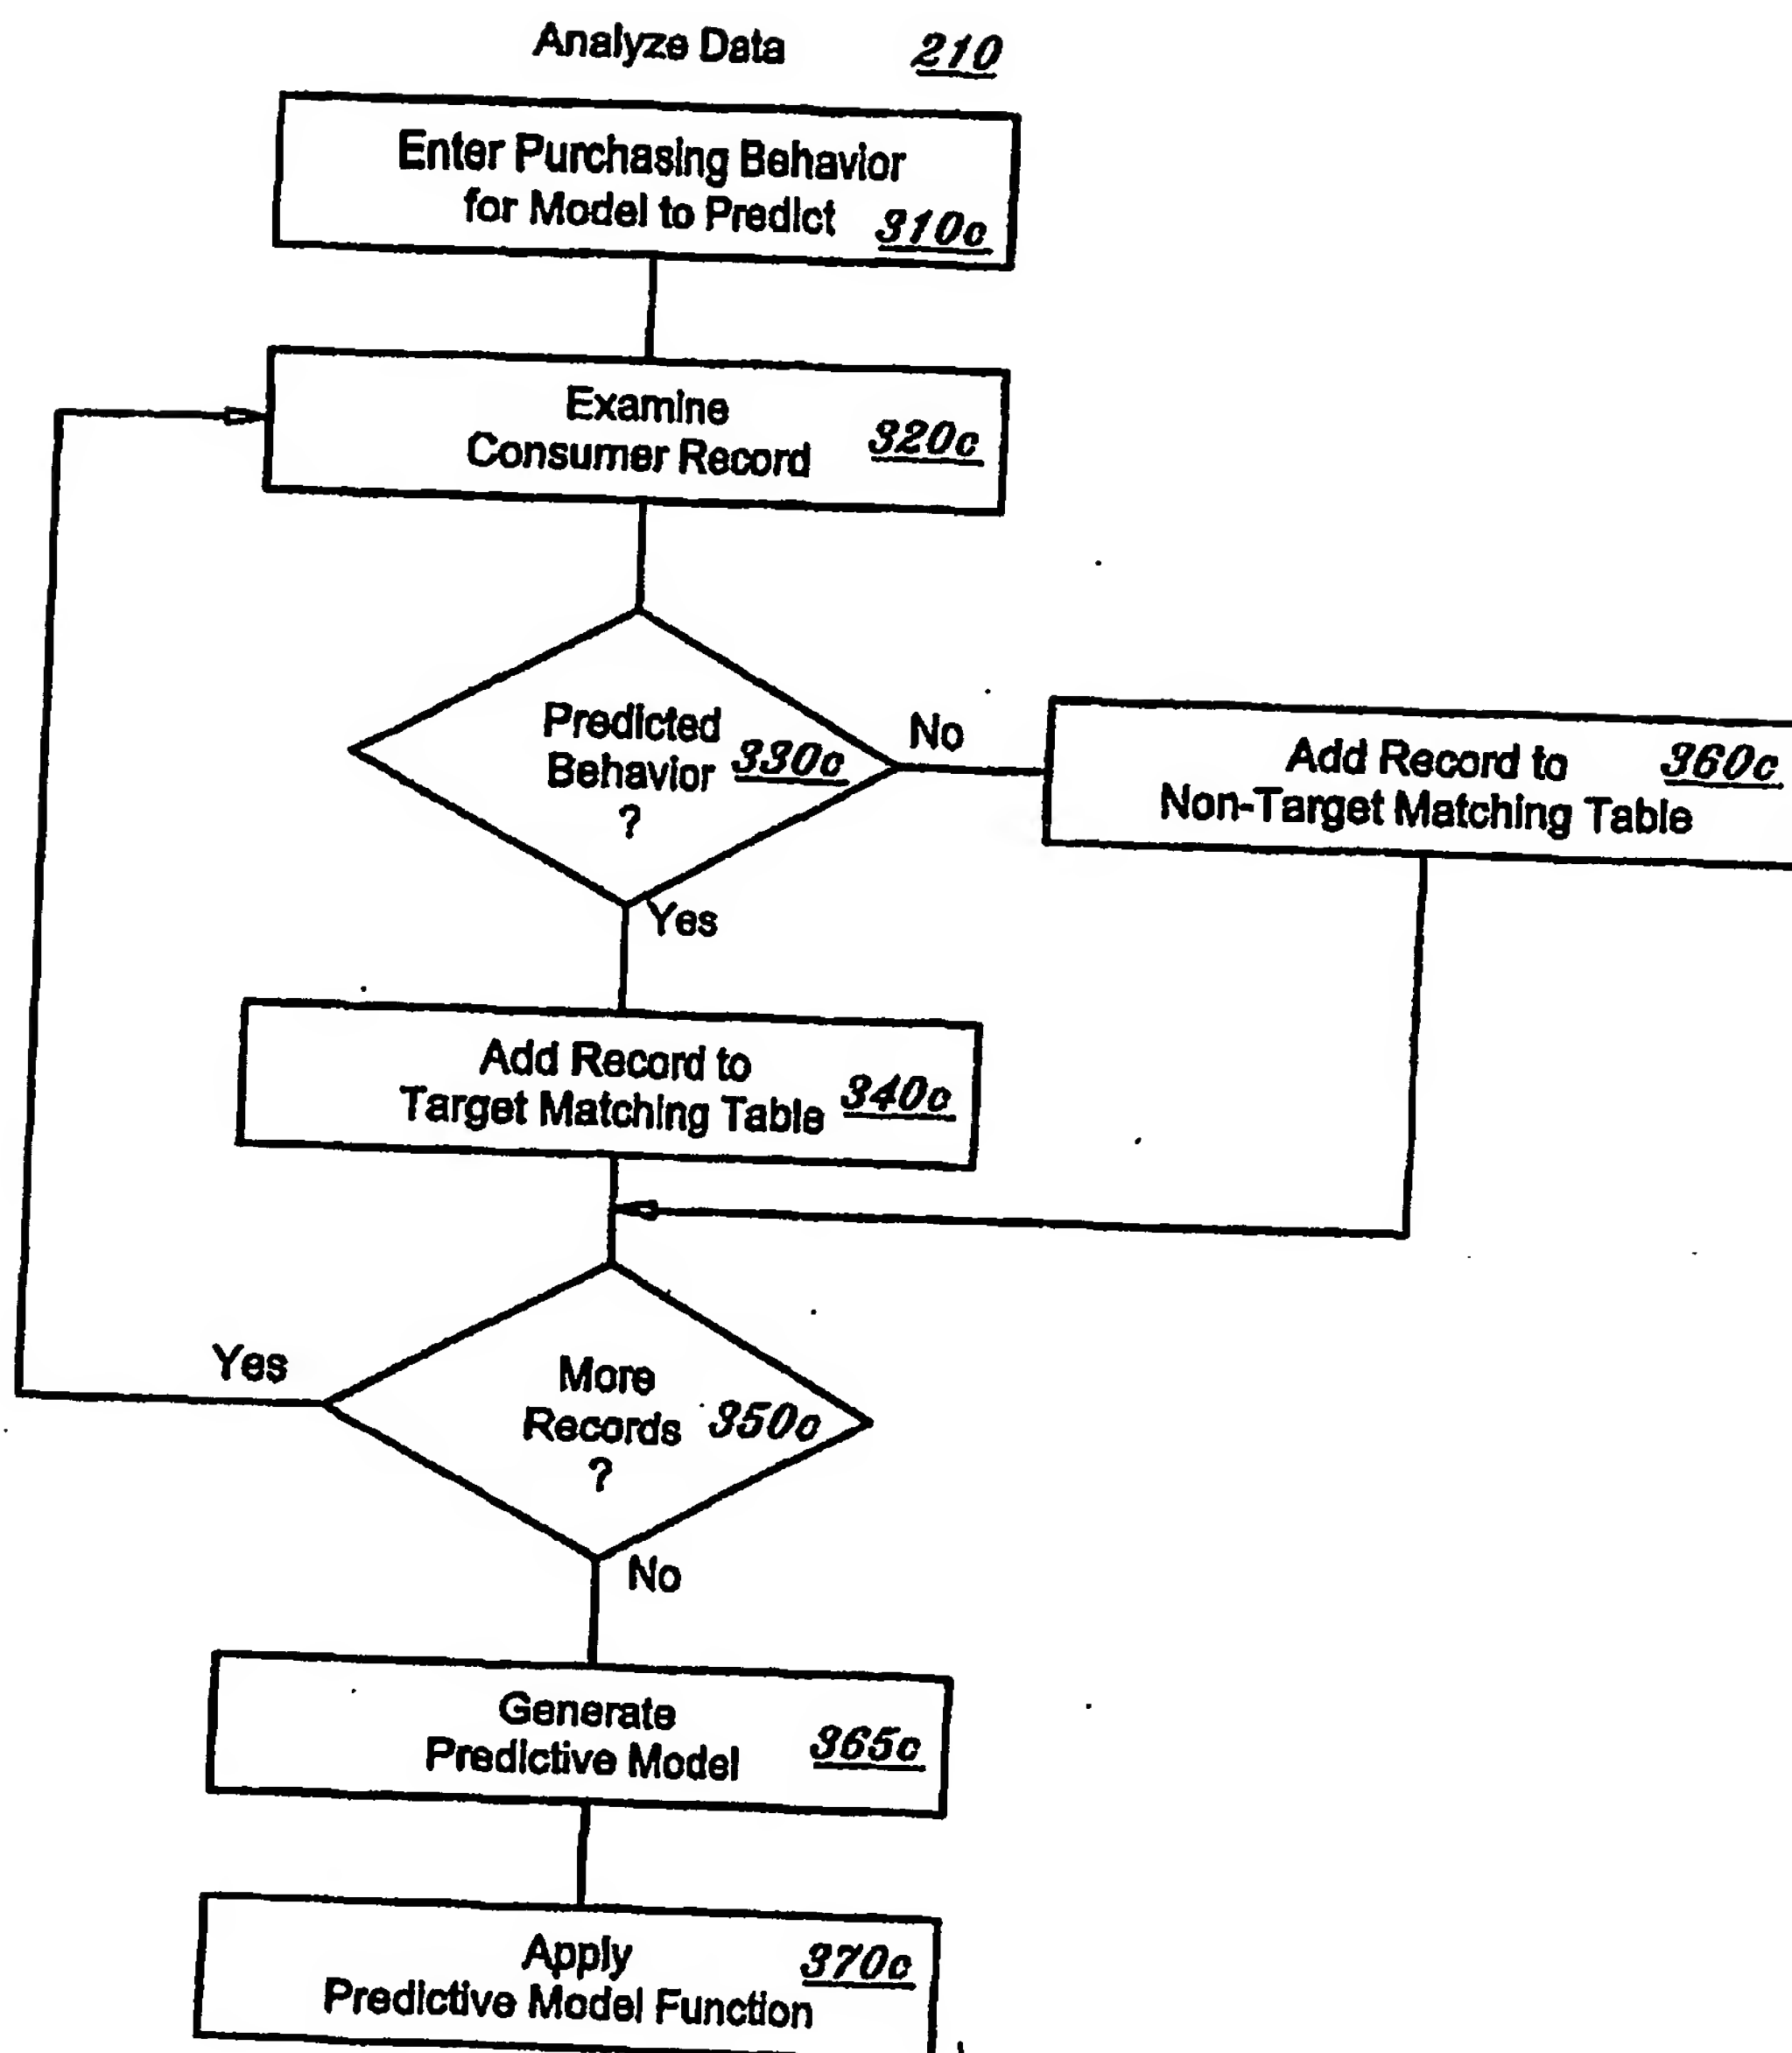 Analyze Data 210
Enter Purchasing Behavior
for Model to Predict 310c
Examine
Consumer Record 320c
Predicted
Behavior 330c
?
No
Add Record to 360c
Non-Target Matching Table
Yes
Add Record to
Target Matching Table 340c
Yes
More
Records 350c
?
No
Generate
Predictive Model 365c
Apply 370c
Predictive Model Function